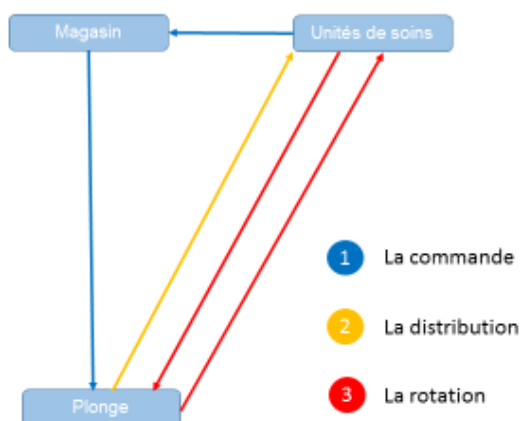 Magasin
Unités de soins
1 La commande
2 La distribution
3 La rotation
Plonge